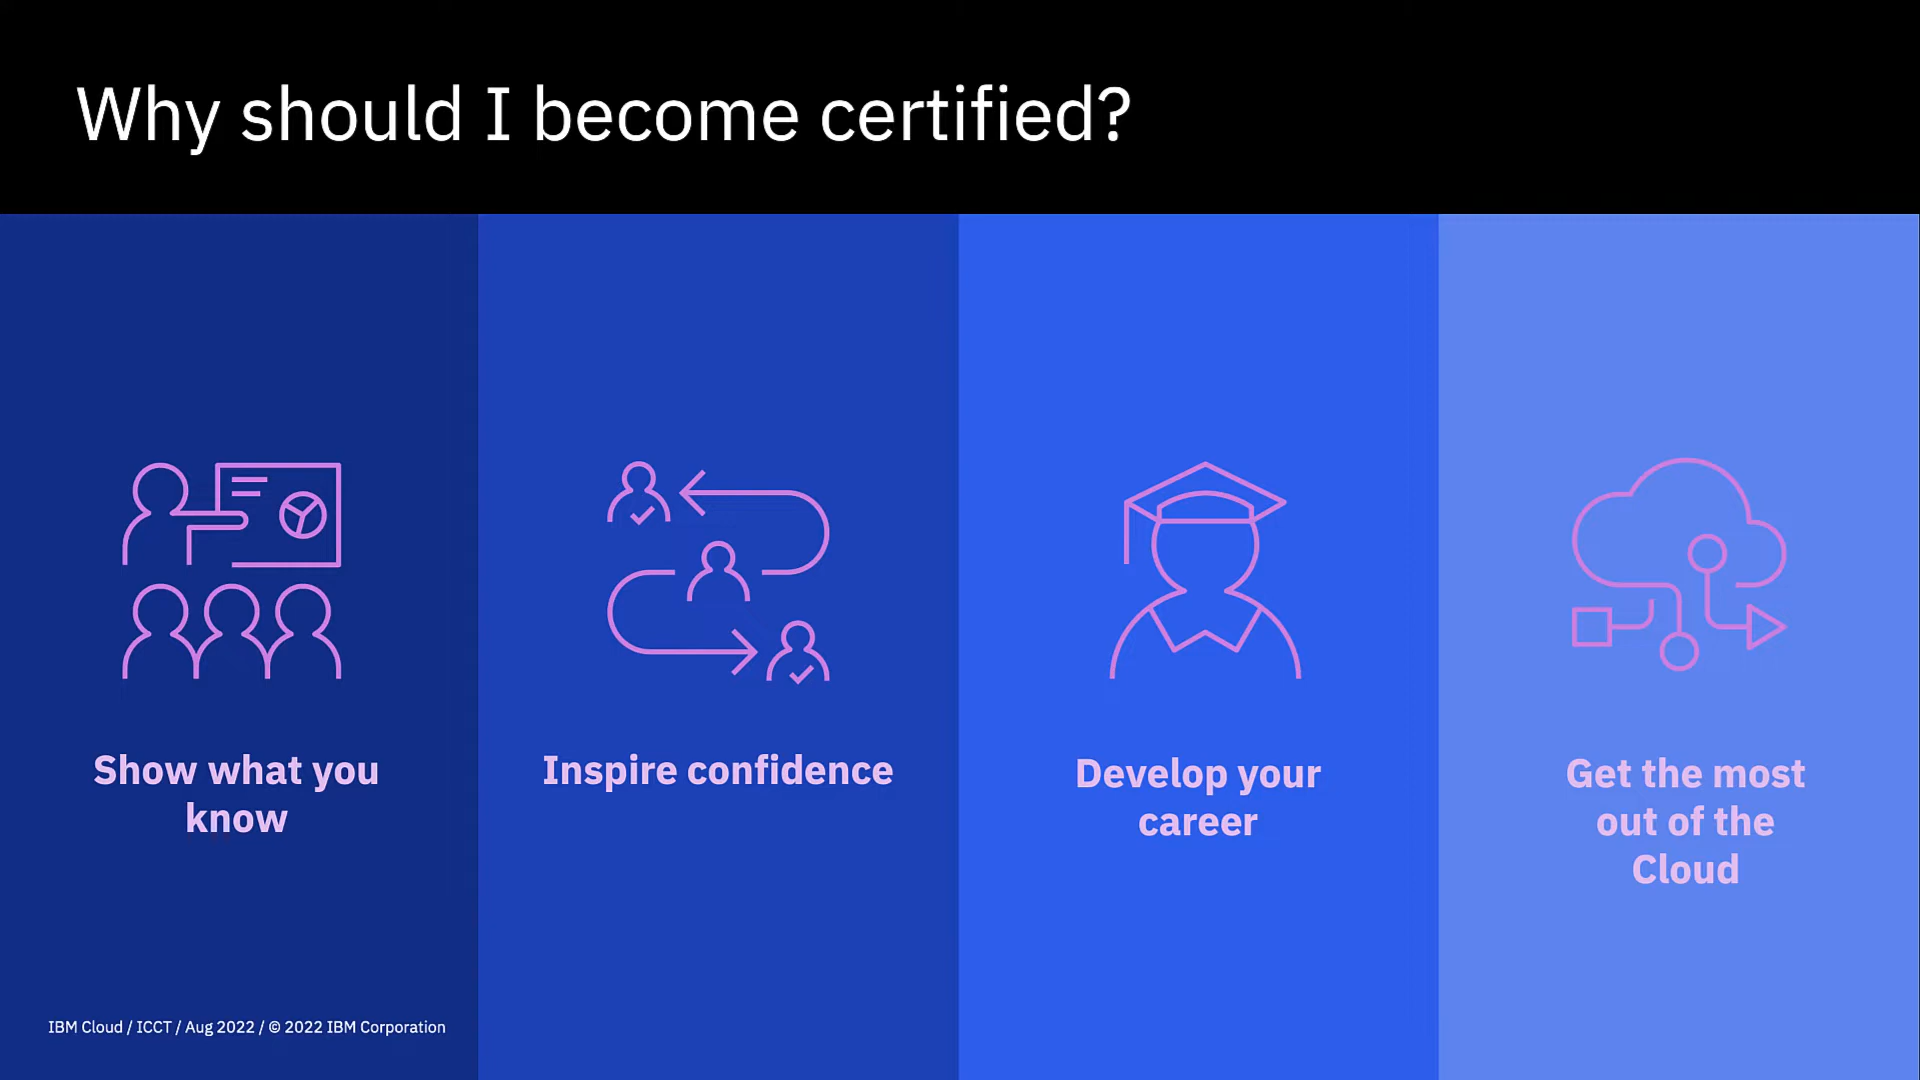 Why should I become certified?
Show what you
know
Inspire confidence
Develop your
career
Get the most
out of the
Cloud
IBM Cloud / ICCT / Aug 2022 / © 2022 IBM Corporation